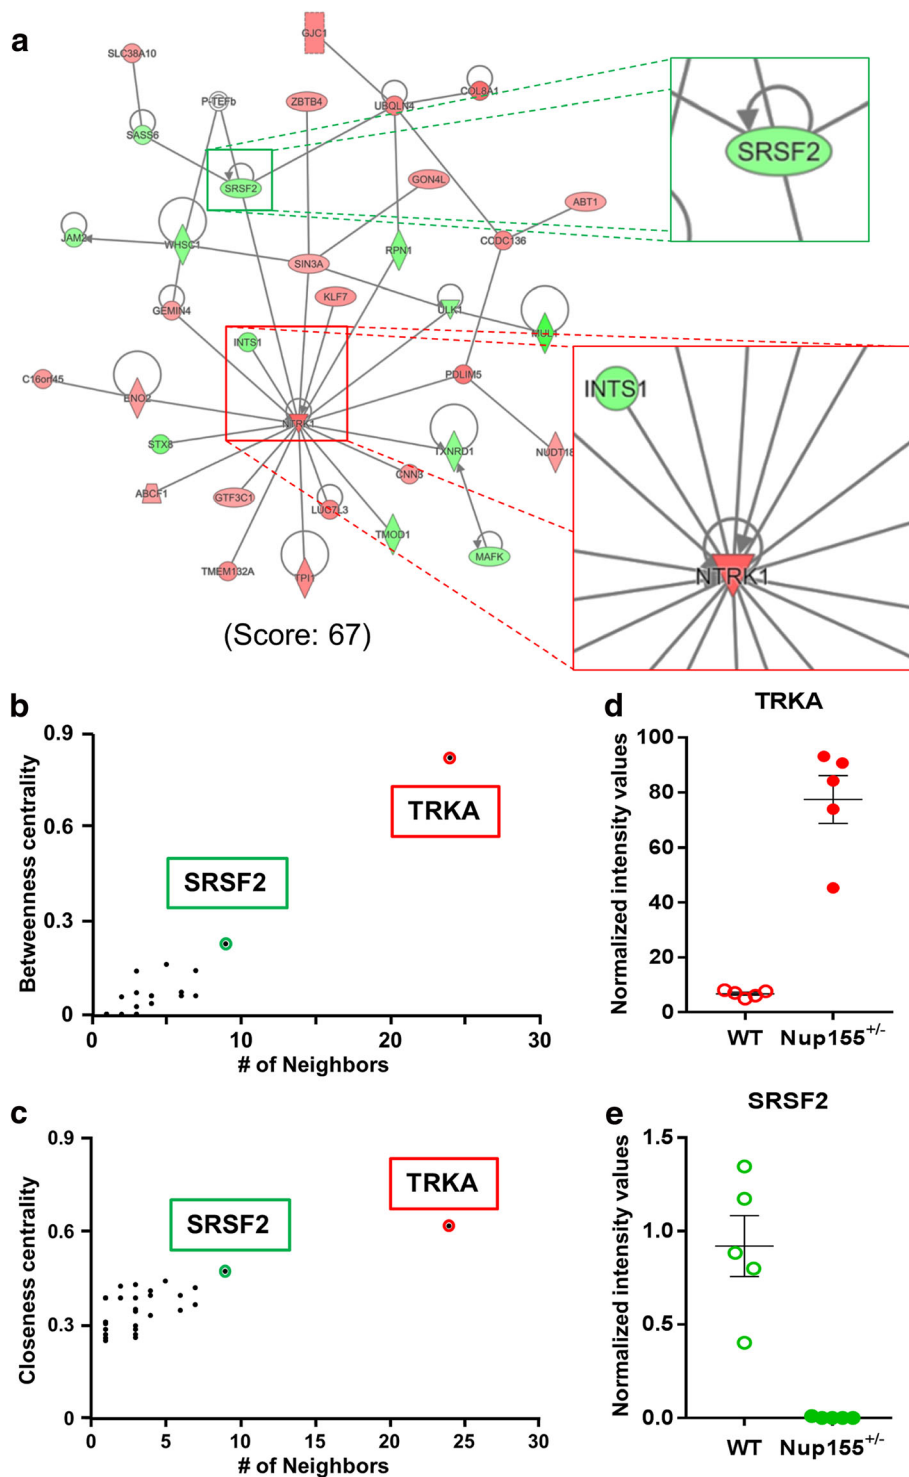 a
GJC1
SLC38A10
P-TEFb
ZBTB4
UBQLN4
COL8A1
SASS6
SRSF2
SRSF2
GON4L
ABT1
JAM2
WHSC1
RPN1
CCDC136
SIN3A
GEMIN4
KLF7
ULK1
MUL1
INTS1
INTS1
C16orf45
ENO2
PDLIM5
NTRK1
STX8
TXNRD1
NUDT18
CNN3
ABCF1
GTF3C1
LUC7L3
TMOD1
MAFK
TMEM132A
TPI1
NTRK1
(Score: 67)
b
0.9
0.6
0.3
0
Betweenness centrality
TRKA
SRSF2
0
10
20
30
# of Neighbors
d
TRKA
100
80
60
40
20
0
Normalized intensity values
WT
Nup155+/-
c
0.9
0.6
0.3
0
Closeness centrality
TRKA
SRSF2
0
5
10
15
20
25
30
# of Neighbors
e
SRSF2
1.5
1.0
0.5
0.0
Normalized intensity values
WT
Nup155+/-